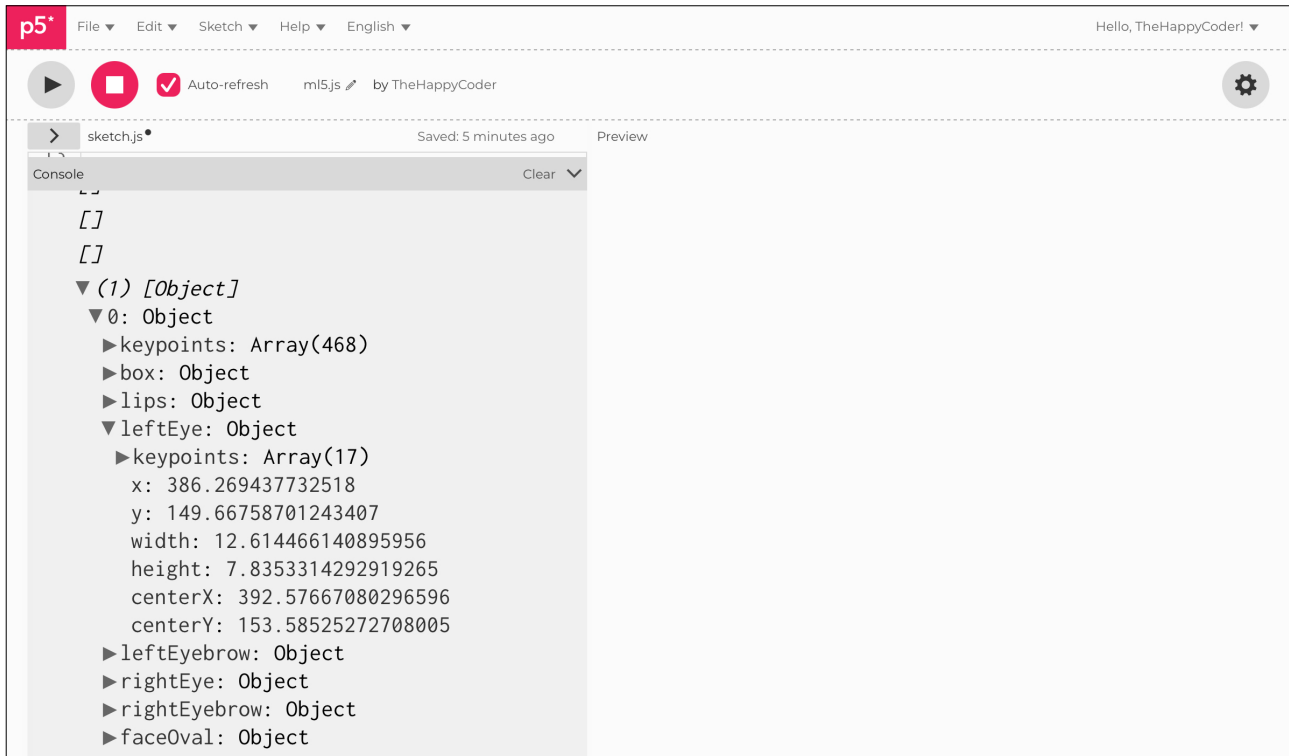 p5* File Edit Sketch Help English Hello, TheHappyCoder!
Auto-refresh ml5.js by TheHappyCoder
> sketch.js Saved: 5 minutes ago Preview
Console Clear
[]
[]
(1) [Object]
0: Object
keypoints: Array(468)
box: Object
lips: Object
leftEye: Object
keypoints: Array(17)
x: 386.269437732518
y: 149.66758701243407
width: 12.614466140895956
height: 7.8353314292919265
centerX: 392.57667080296596
centerY: 153.58525272708005
leftEyebrow: Object
rightEye: Object
rightEyebrow: Object
faceOval: Object